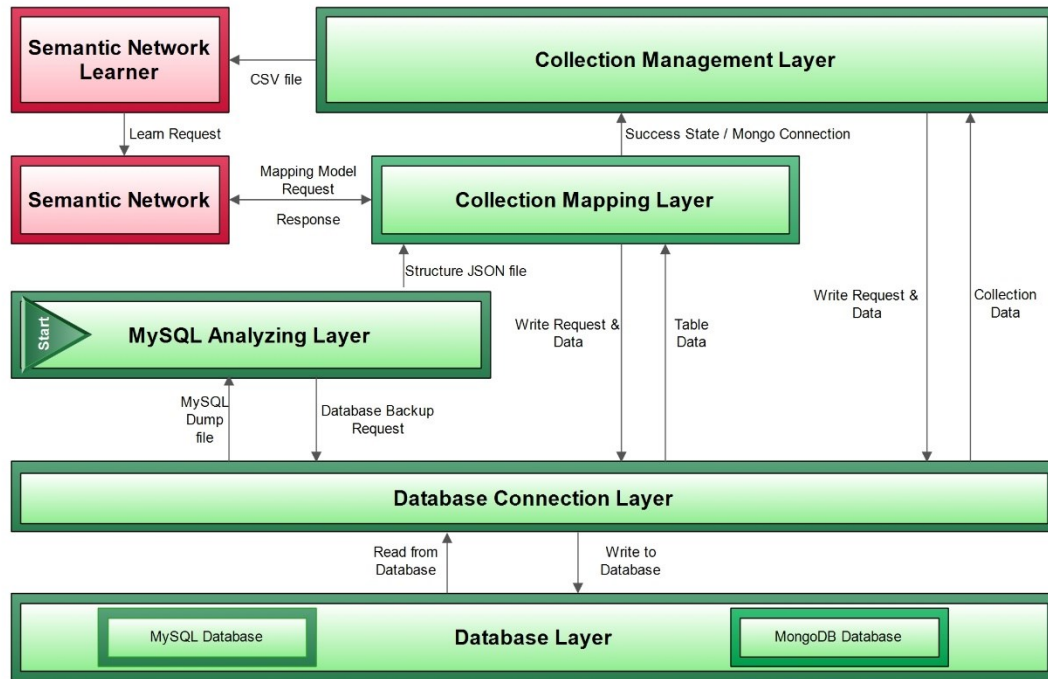 Semantic Network
Learner
CSV file
Collection Management Layer
Learn Request
Success State / Mongo Connection
Semantic Network
Mapping Model
Request
Response
Collection Mapping Layer
Structure JSON file
Start
MySQL Analyzing Layer
Write Request &
Data
Table
Data
Write Request &
Data
Collection
Data
MySQL
Dump
file
Database Backup
Request
Database Connection Layer
Read from
Database
Write to
Database
MySQL Database
Database Layer
MongoDB Database